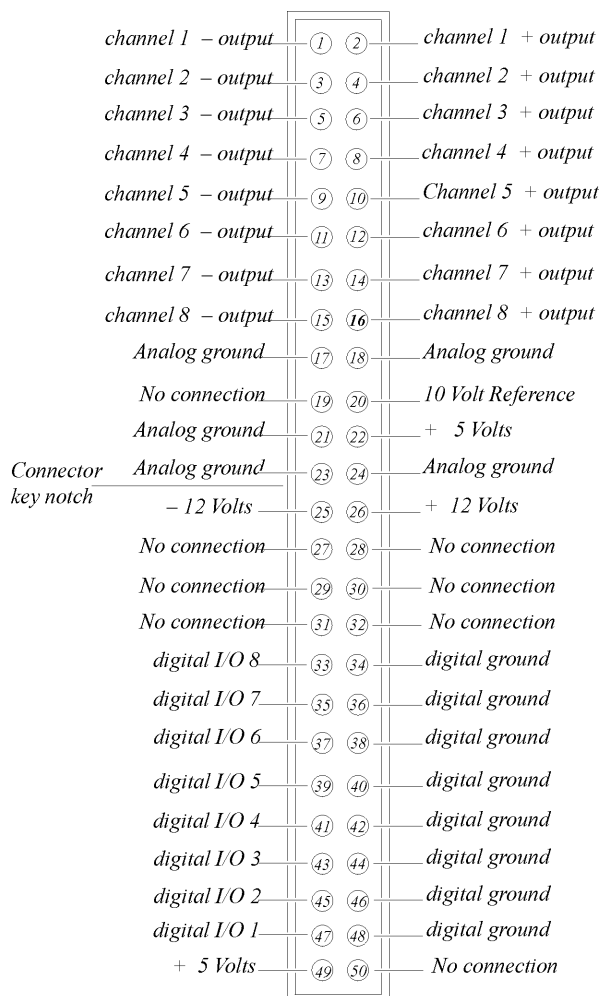 channel 1 – output 1 2 channel 1 + output
channel 2 – output 3 4 channel 2 + output
channel 3 – output 5 6 channel 3 + output
channel 4 – output 7 8 channel 4 + output
channel 5 – output 9 10 Channel 5 + output
channel 6 – output 11 12 channel 6 + output
channel 7 – output 13 14 channel 7 + output
channel 8 – output 15 16 channel 8 + output
Analog ground 17 18 Analog ground
No connection 19 20 10 Volt Reference
Analog ground 21 22 + 5 Volts
Connector
key notch
Analog ground 23 24 Analog ground
– 12 Volts 25 26 + 12 Volts
No connection 27 28 No connection
No connection 29 30 No connection
No connection 31 32 No connection
digital I/O 8 33 34 digital ground
digital I/O 7 35 36 digital ground
digital I/O 6 37 38 digital ground
digital I/O 5 39 40 digital ground
digital I/O 4 41 42 digital ground
digital I/O 3 43 44 digital ground
digital I/O 2 45 46 digital ground
digital I/O 1 47 48 digital ground
+ 5 Volts 49 50 No connection